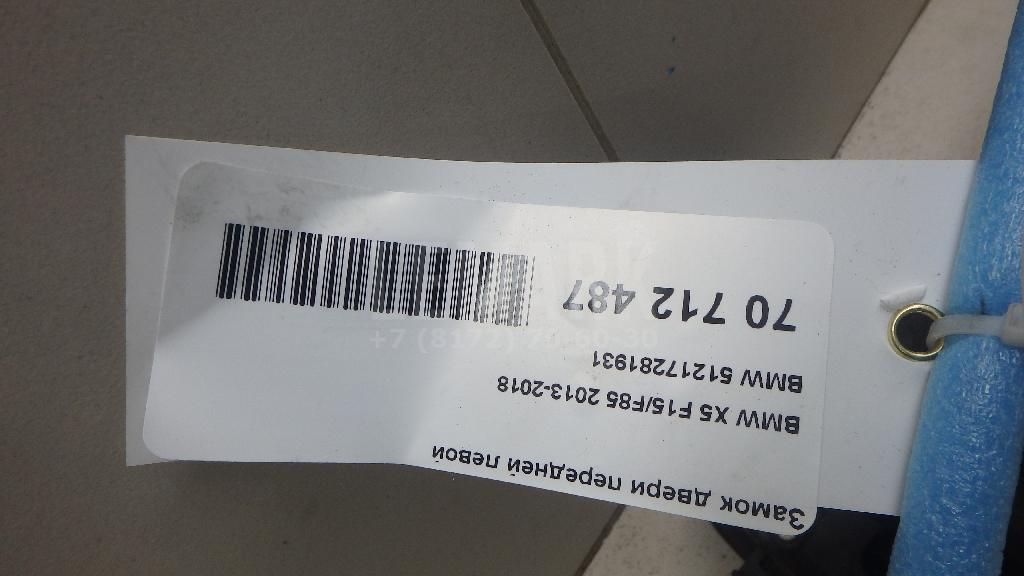 Замок двери передней левой
BMW X5 F15/F85 2013-2018
BMW 51217281931
70 712 487